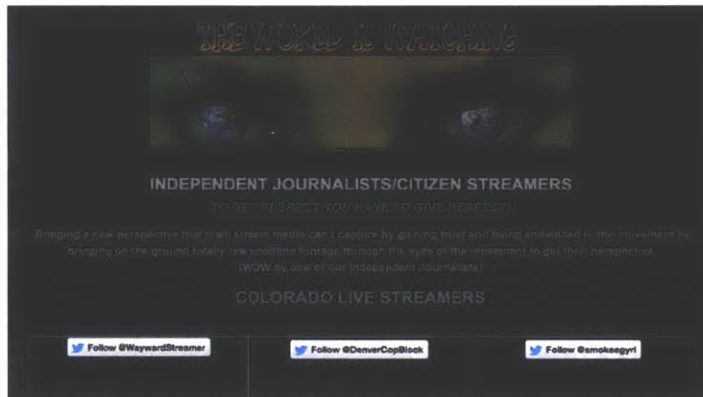 THE WORLD IS WATCHING
INDEPENDENT JOURNALISTS/CITIZEN STREAMERS
TO GET RESPECT YOU HAVE TO GIVE RESPECT!
Bringing a new perspective that main stream media can't capture by gaining trust and being embedded in the movement by
bringing on the ground totally raw unedited footage through the eyes of the movement to get their perspective.
(WOW by one of our Independent Journalists)
COLORADO LIVE STREAMERS
Follow @WaywardStreamer
Follow @DenverCopBlock
Follow @smokeegyrl